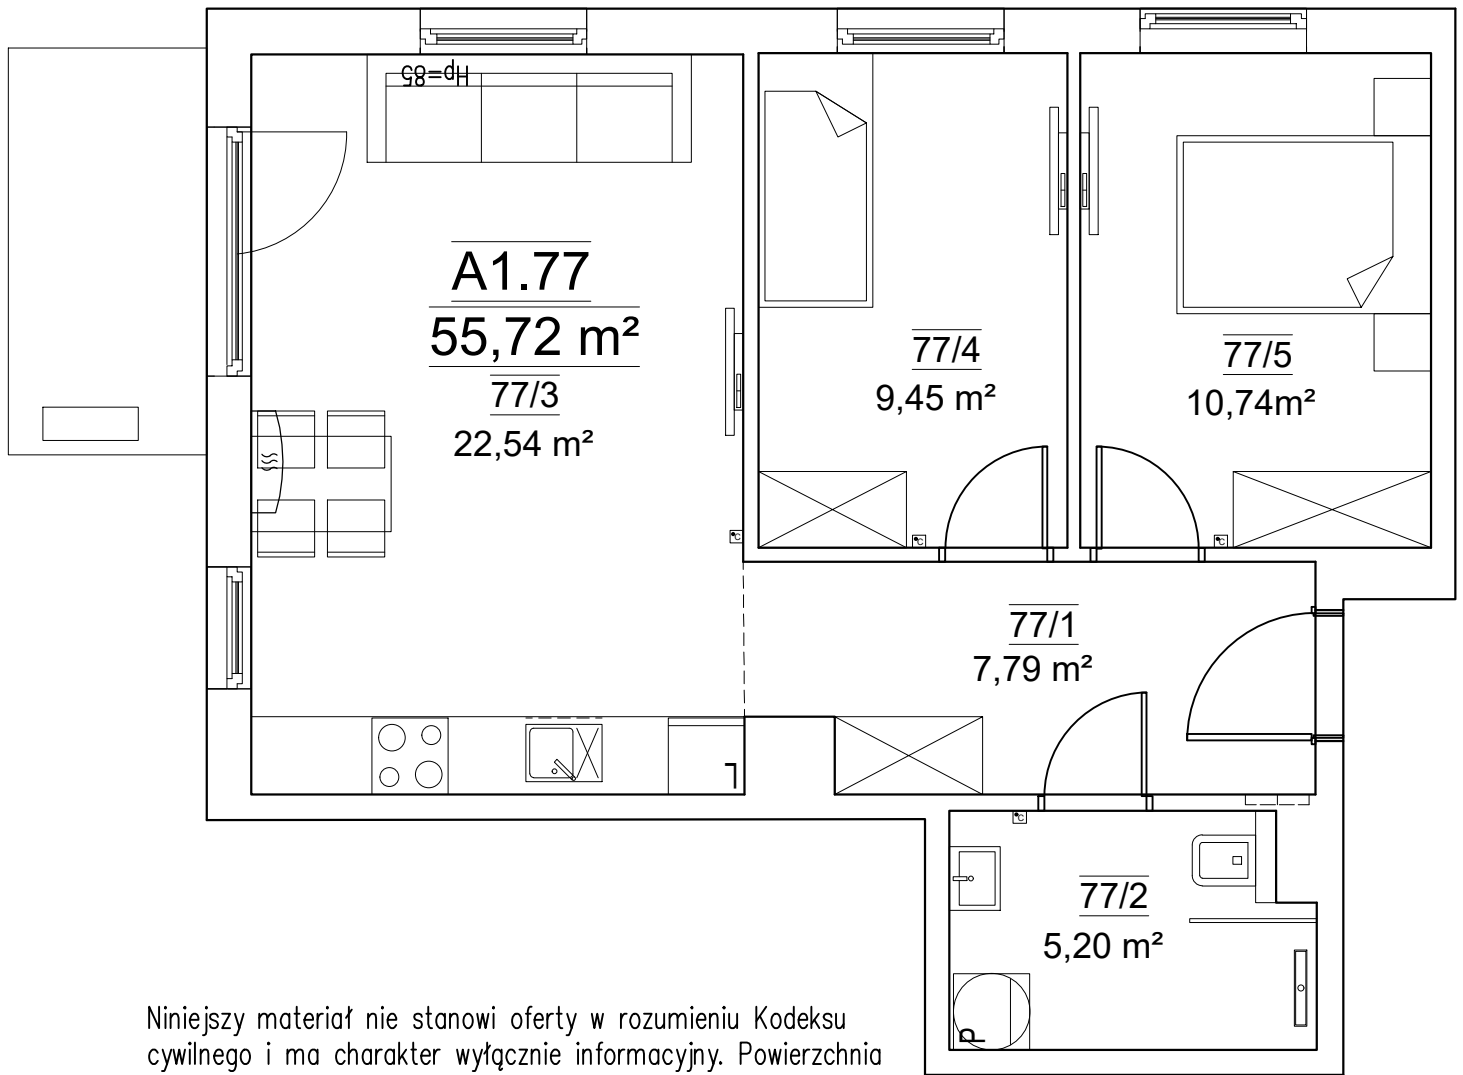 Hp=85
A1.77
55,72 m²
77/3
22,54 m²
77/4
9,45 m²
77/5
10,74m²
°C
°C
°C
77/1
7,79 m²
°C
77/2
5,20 m²
P
Niniejszy materiał nie stanowi oferty w rozumieniu Kodeksu
cywilnego i ma charakter wyłącznie informacyjny. Powierzchnia